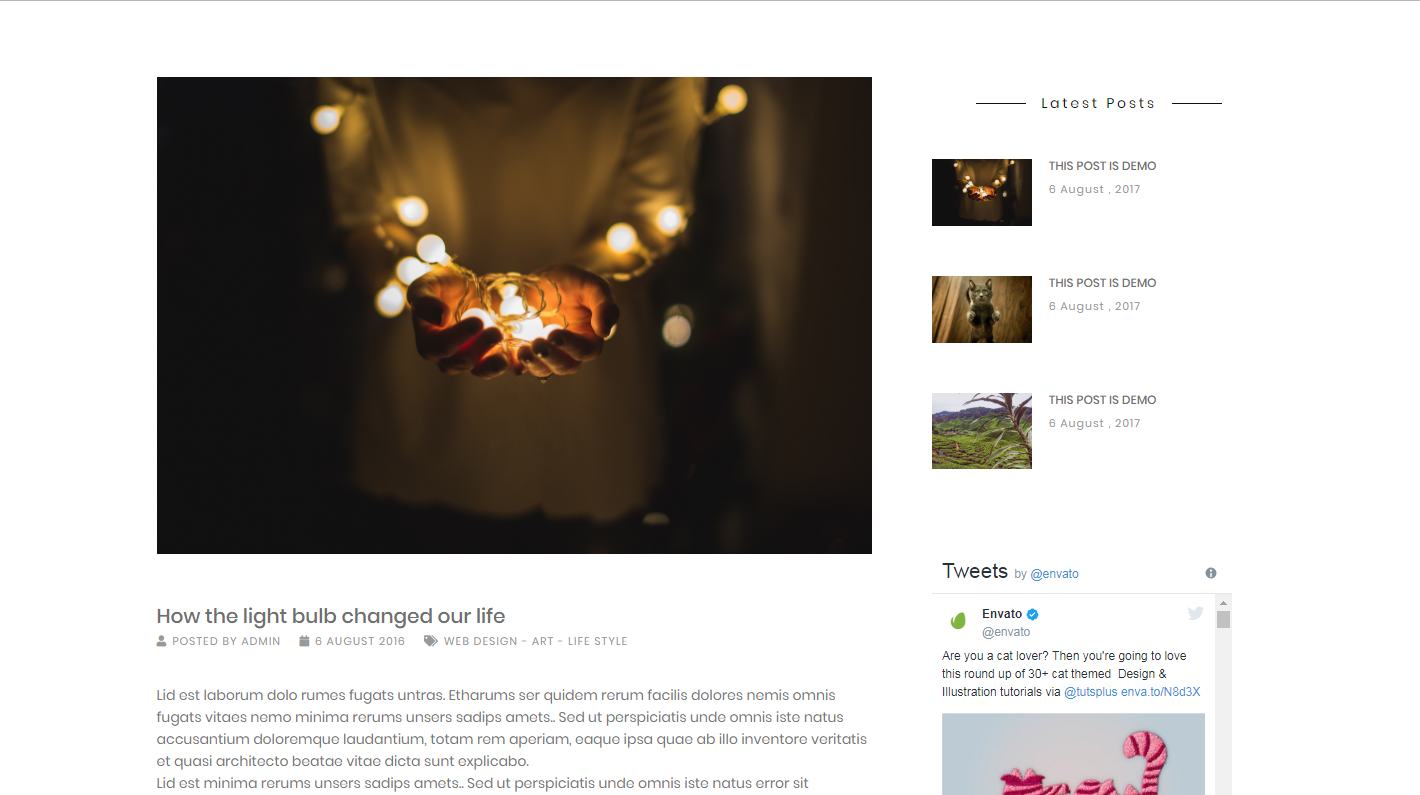 Latest Posts
THIS POST IS DEMO
6 August , 2017
THIS POST IS DEMO
6 August , 2017
THIS POST IS DEMO
6 August , 2017
How the light bulb changed our life
POSTED BY ADMIN 6 AUGUST 2016 WEB DESIGN - ART - LIFE STYLE
Lid est laborum dolo rumes fugats untras. Etharums ser quidem rerum facilis dolores nemis omnis
fugats vitaes nemo minima rerums unsers sadips amets.. Sed ut perspiciatis unde omnis iste natus
accusantium doloremque laudantium, totam rem aperiam, eaque ipsa quae ab illo inventore veritatis
et quasi architecto beatae vitae dicta sunt explicabo.
Lid est minima rerums unsers sadips amets.. Sed ut perspiciatis unde omnis iste natus error sit
Tweets by @envato
Envato
@envato
Are you a cat lover? Then you're going to love
this round up of 30+ cat themed Design &
Illustration tutorials via @tutsplus enva.to/N8d3X